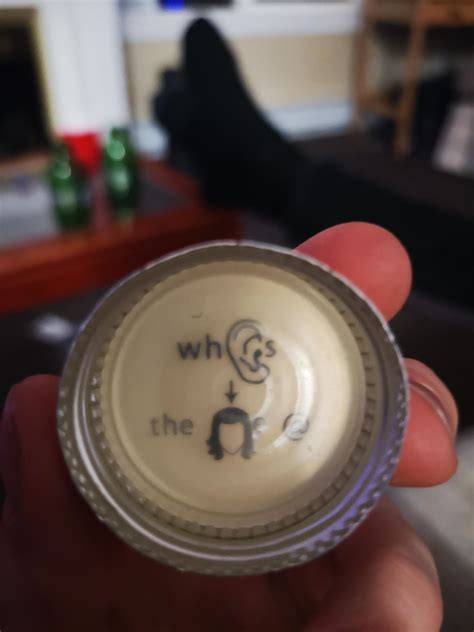 wh s
the e @